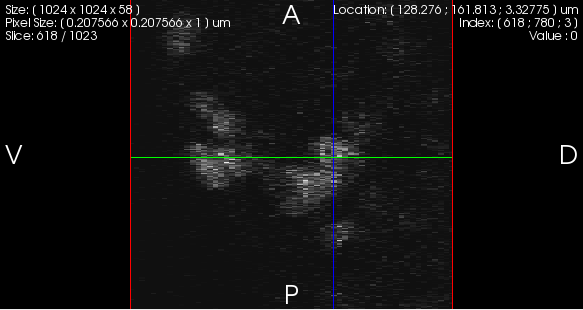 Size: ( 1024 x 1024 x 58 )
Pixel Size: ( 0.207566 x 0.207566 x 1 ) um
Slice: 618 / 1023
A
Location: ( 128.276 ; 161.813 ; 3.32775 ) um
Index: ( 618 ; 780 ; 3 )
Value : 0
V
D
P